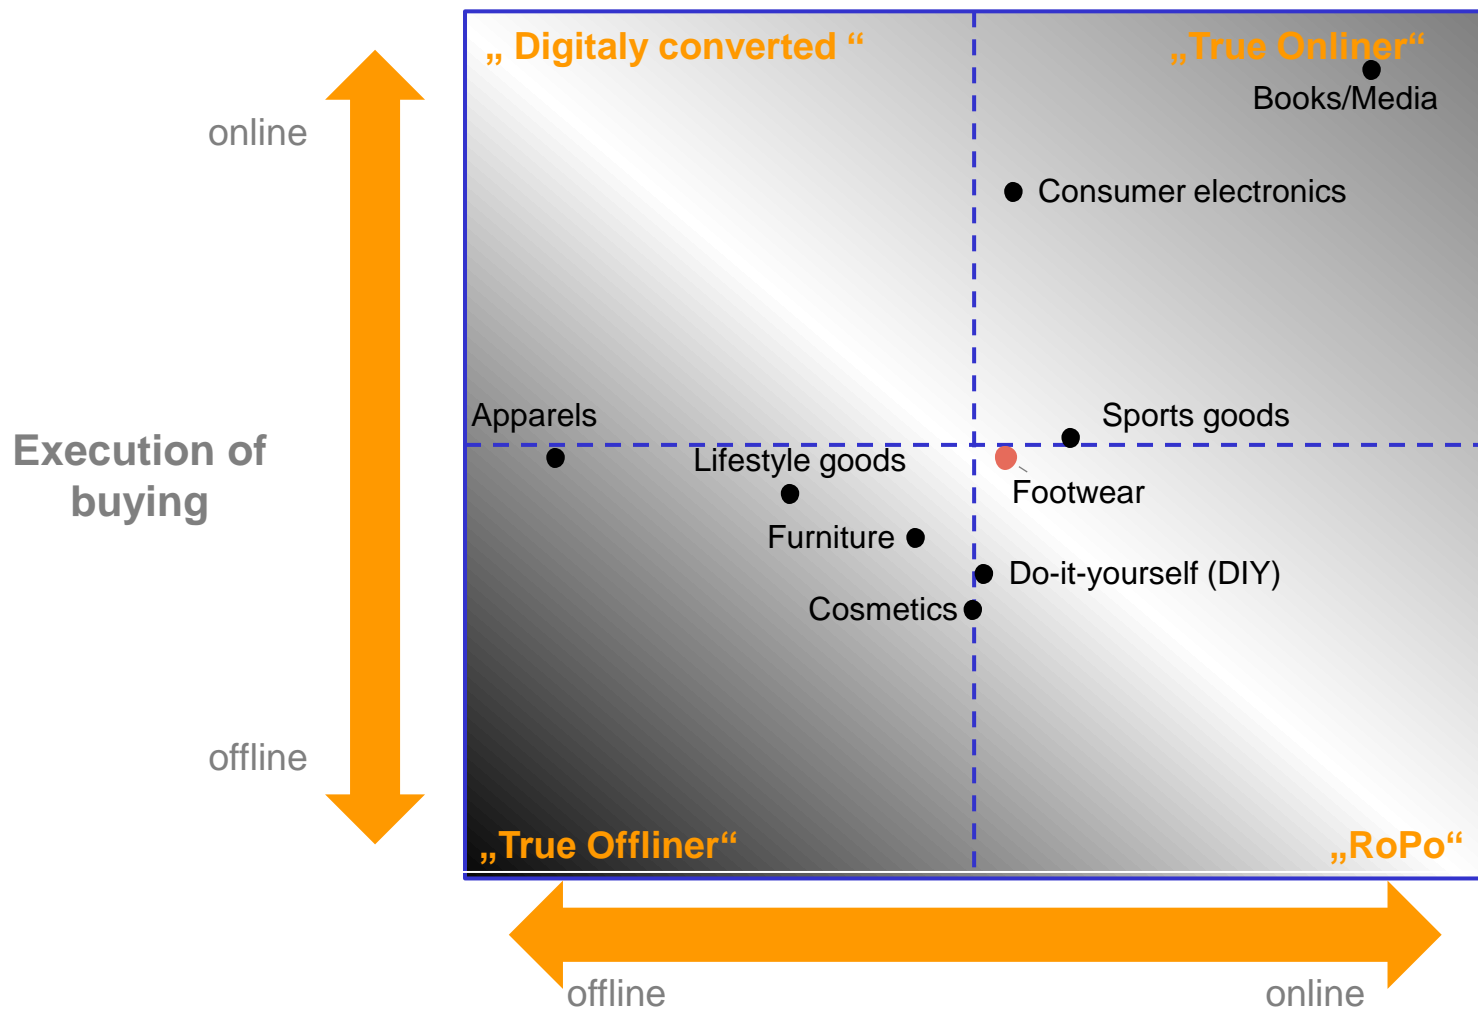 „ Digitaly converted “
„True Onliner“
Books/Media
online
Consumer electronics
Apparels
Sports goods
Execution of
buying
Lifestyle goods
Footwear
Furniture
Do-it-yourself (DIY)
Cosmetics
offline
„True Offliner“
„RoPo“
offline
online